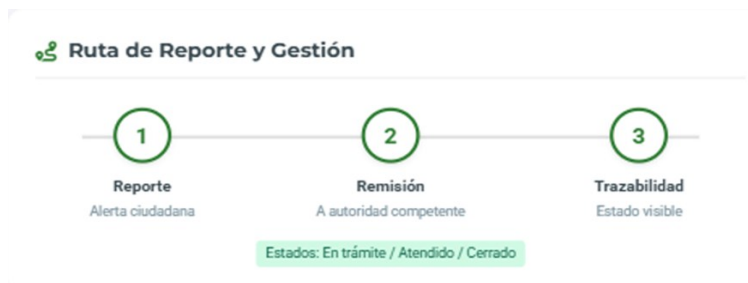 Ruta de Reporte y Gestión
1
2
3
Reporte
Remisión
Trazabilidad
Alerta ciudadana
A autoridad competente
Estado visible
Estados: En trámite / Atendido / Cerrado